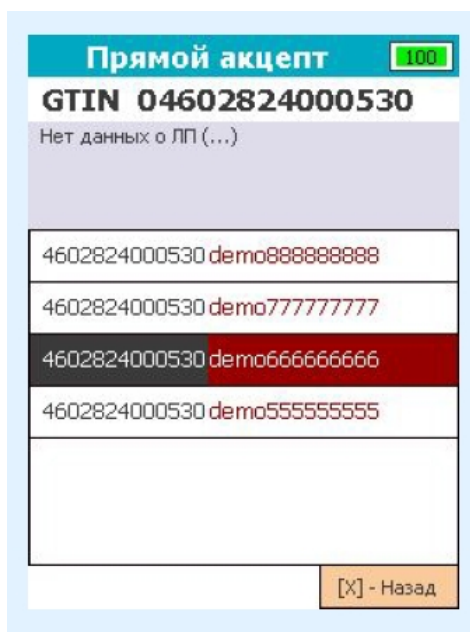 Прямой акцепт 100
GTIN 04602824000530
Нет данных о ЛП (...)
4602824000530 demo888888888
4602824000530 demo777777777
4602824000530 demo666666666
4602824000530 demo555555555
[X] - Назад